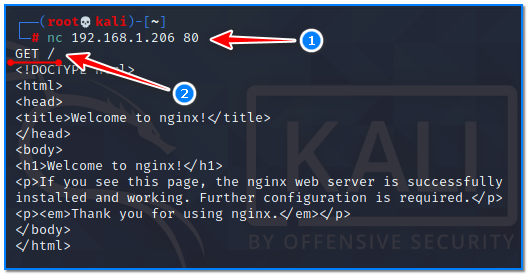 ┌──(root💀kali)-[~]
└─# nc 192.168.1.206 80
1
GET /
2
<!DOCTYPE html>
<html>
<head>
<title>Welcome to nginx!</title>
</head>
<body>
<h1>Welcome to nginx!</h1>
<p>If you see this page, the nginx web server is successfully
installed and working. Further configuration is required.</p>
<p><em>Thank you for using nginx.</em></p>
</body>
</html>
KALI
BY OFFENSIVE SECURITY